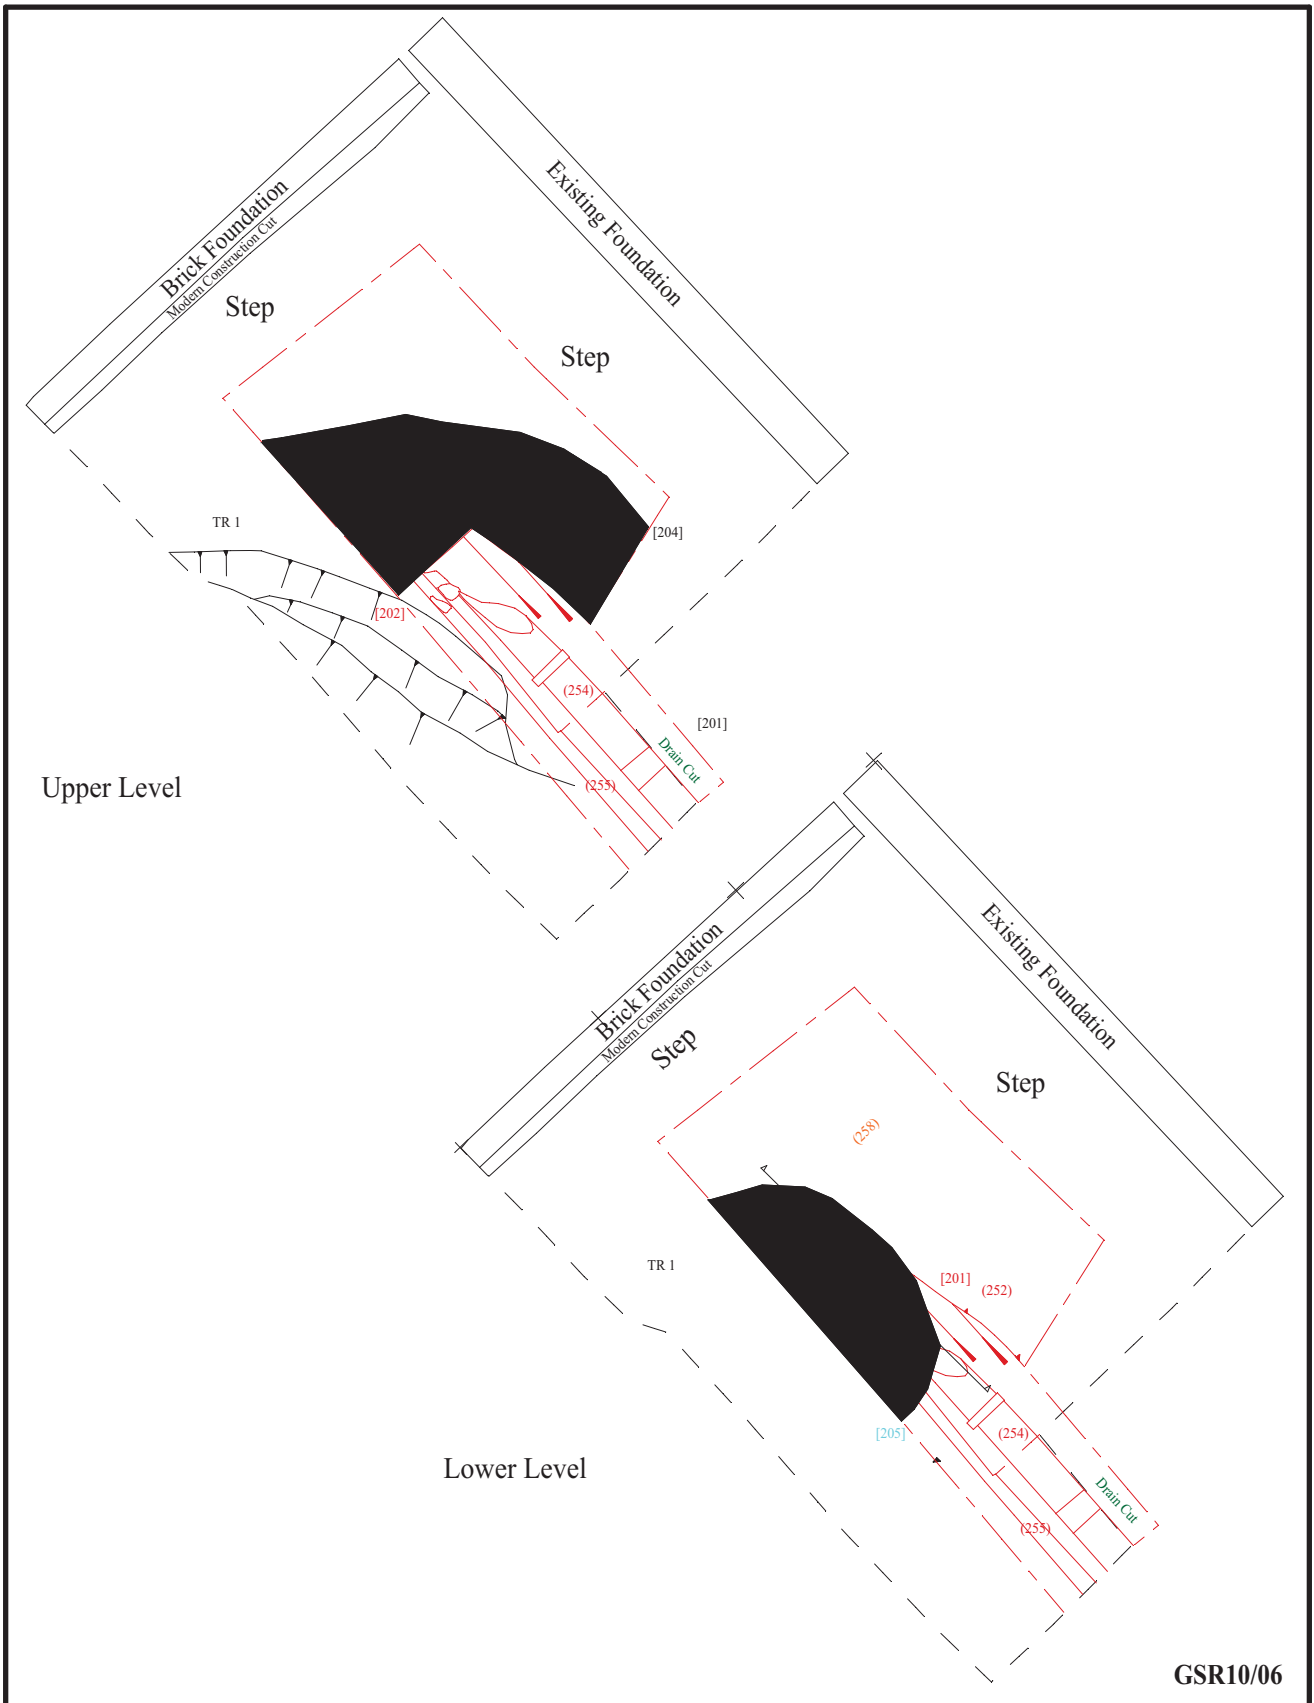 Existing Foundation
Brick Foundation
Modern Construction Cut
Step
Step
TR 1
[204]
[202]
(254)
[201]
Drain Cut
(255)
Upper Level
Existing Foundation
Brick Foundation
Modern Construction Cut
Step
Step
(258)
TR 1
[201]
(252)
[205]
(254)
Drain Cut
(255)
Lower Level
GSR10/06